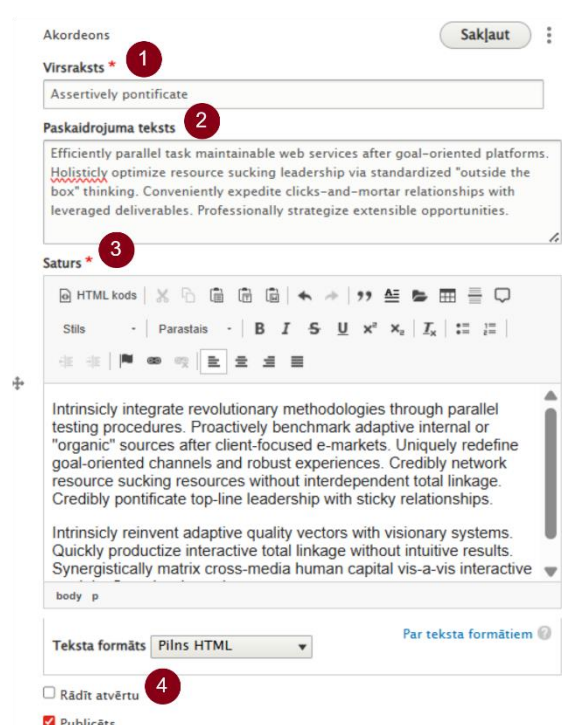 Akordeons
Sakļaut
Virsraksts *
1
Assertively pontificate
Paskaidrojuma teksts
2
Efficiently parallel task maintainable web services after goal-oriented platforms.
Holisticly optimize resource sucking leadership via standardized "outside the
box" thinking. Conveniently expedite clicks-and-mortar relationships with
leveraged deliverables. Professionally strategize extensible opportunities.
Saturs *
3
HTML kods
Stils
Parastais
B I S U x² x₂ Iₓ
Intrinsicly integrate revolutionary methodologies through parallel
testing procedures. Proactively benchmark adaptive internal or
"organic" sources after client-focused e-markets. Uniquely redefine
goal-oriented channels and robust experiences. Credibly network
resource sucking resources without interdependent total linkage.
Credibly pontificate top-line leadership with sticky relationships.
Intrinsicly reinvent adaptive quality vectors with visionary systems.
Quickly productize interactive total linkage without intuitive results.
Synergistically matrix cross-media human capital vis-a-vis interactive
body p
Teksta formāts Pilns HTML
Par teksta formātiem
Rādīt atvērtu
4
Publicēts